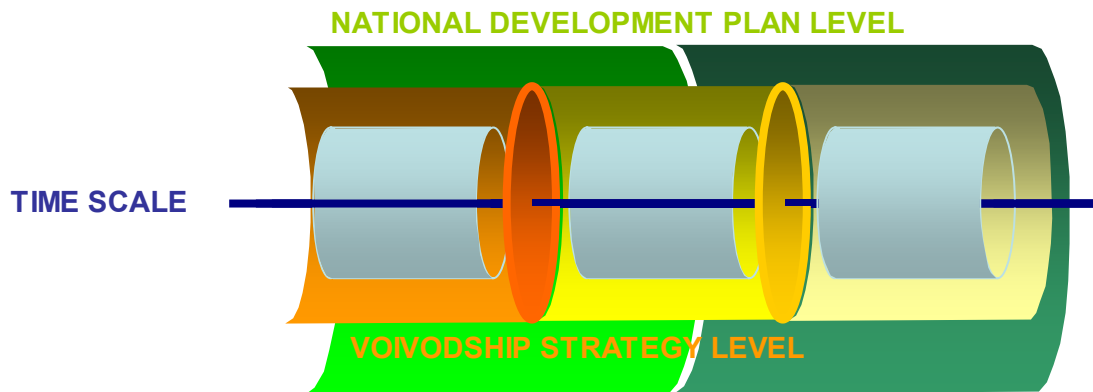 NATIONAL DEVELOPMENT PLAN LEVEL
TIME SCALE
VOIVODSHIP STRATEGY LEVEL